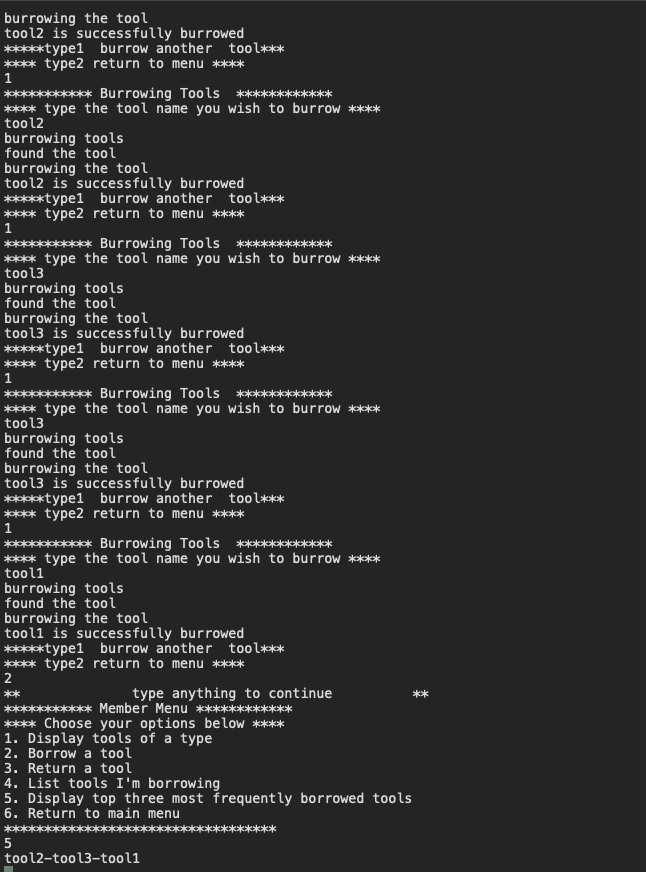 burrowing the tool
tool2 is successfully burrowed
*****type1  burrow another  tool***
**** type2 return to menu ****
1
*********** Burrowing Tools  ************
**** type the tool name you wish to burrow ****
tool2
burrowing tools
found the tool
burrowing the tool
tool2 is successfully burrowed
*****type1  burrow another  tool***
**** type2 return to menu ****
1
*********** Burrowing Tools  ************
**** type the tool name you wish to burrow ****
tool3
burrowing tools
found the tool
burrowing the tool
tool3 is successfully burrowed
*****type1  burrow another  tool***
**** type2 return to menu ****
1
*********** Burrowing Tools  ************
**** type the tool name you wish to burrow ****
tool3
burrowing tools
found the tool
burrowing the tool
tool3 is successfully burrowed
*****type1  burrow another  tool***
**** type2 return to menu ****
1
*********** Burrowing Tools  ************
**** type the tool name you wish to burrow ****
tool1
burrowing tools
found the tool
burrowing the tool
tool1 is successfully burrowed
*****type1  burrow another  tool***
**** type2 return to menu ****
2
**              type anything to continue          **
*********** Member Menu ************
**** Choose your options below ****
1. Display tools of a type
2. Borrow a tool
3. Return a tool
4. List tools I'm borrowing
5. Display top three most frequently borrowed tools
6. Return to main menu
**********************************
5
tool2-tool3-tool1